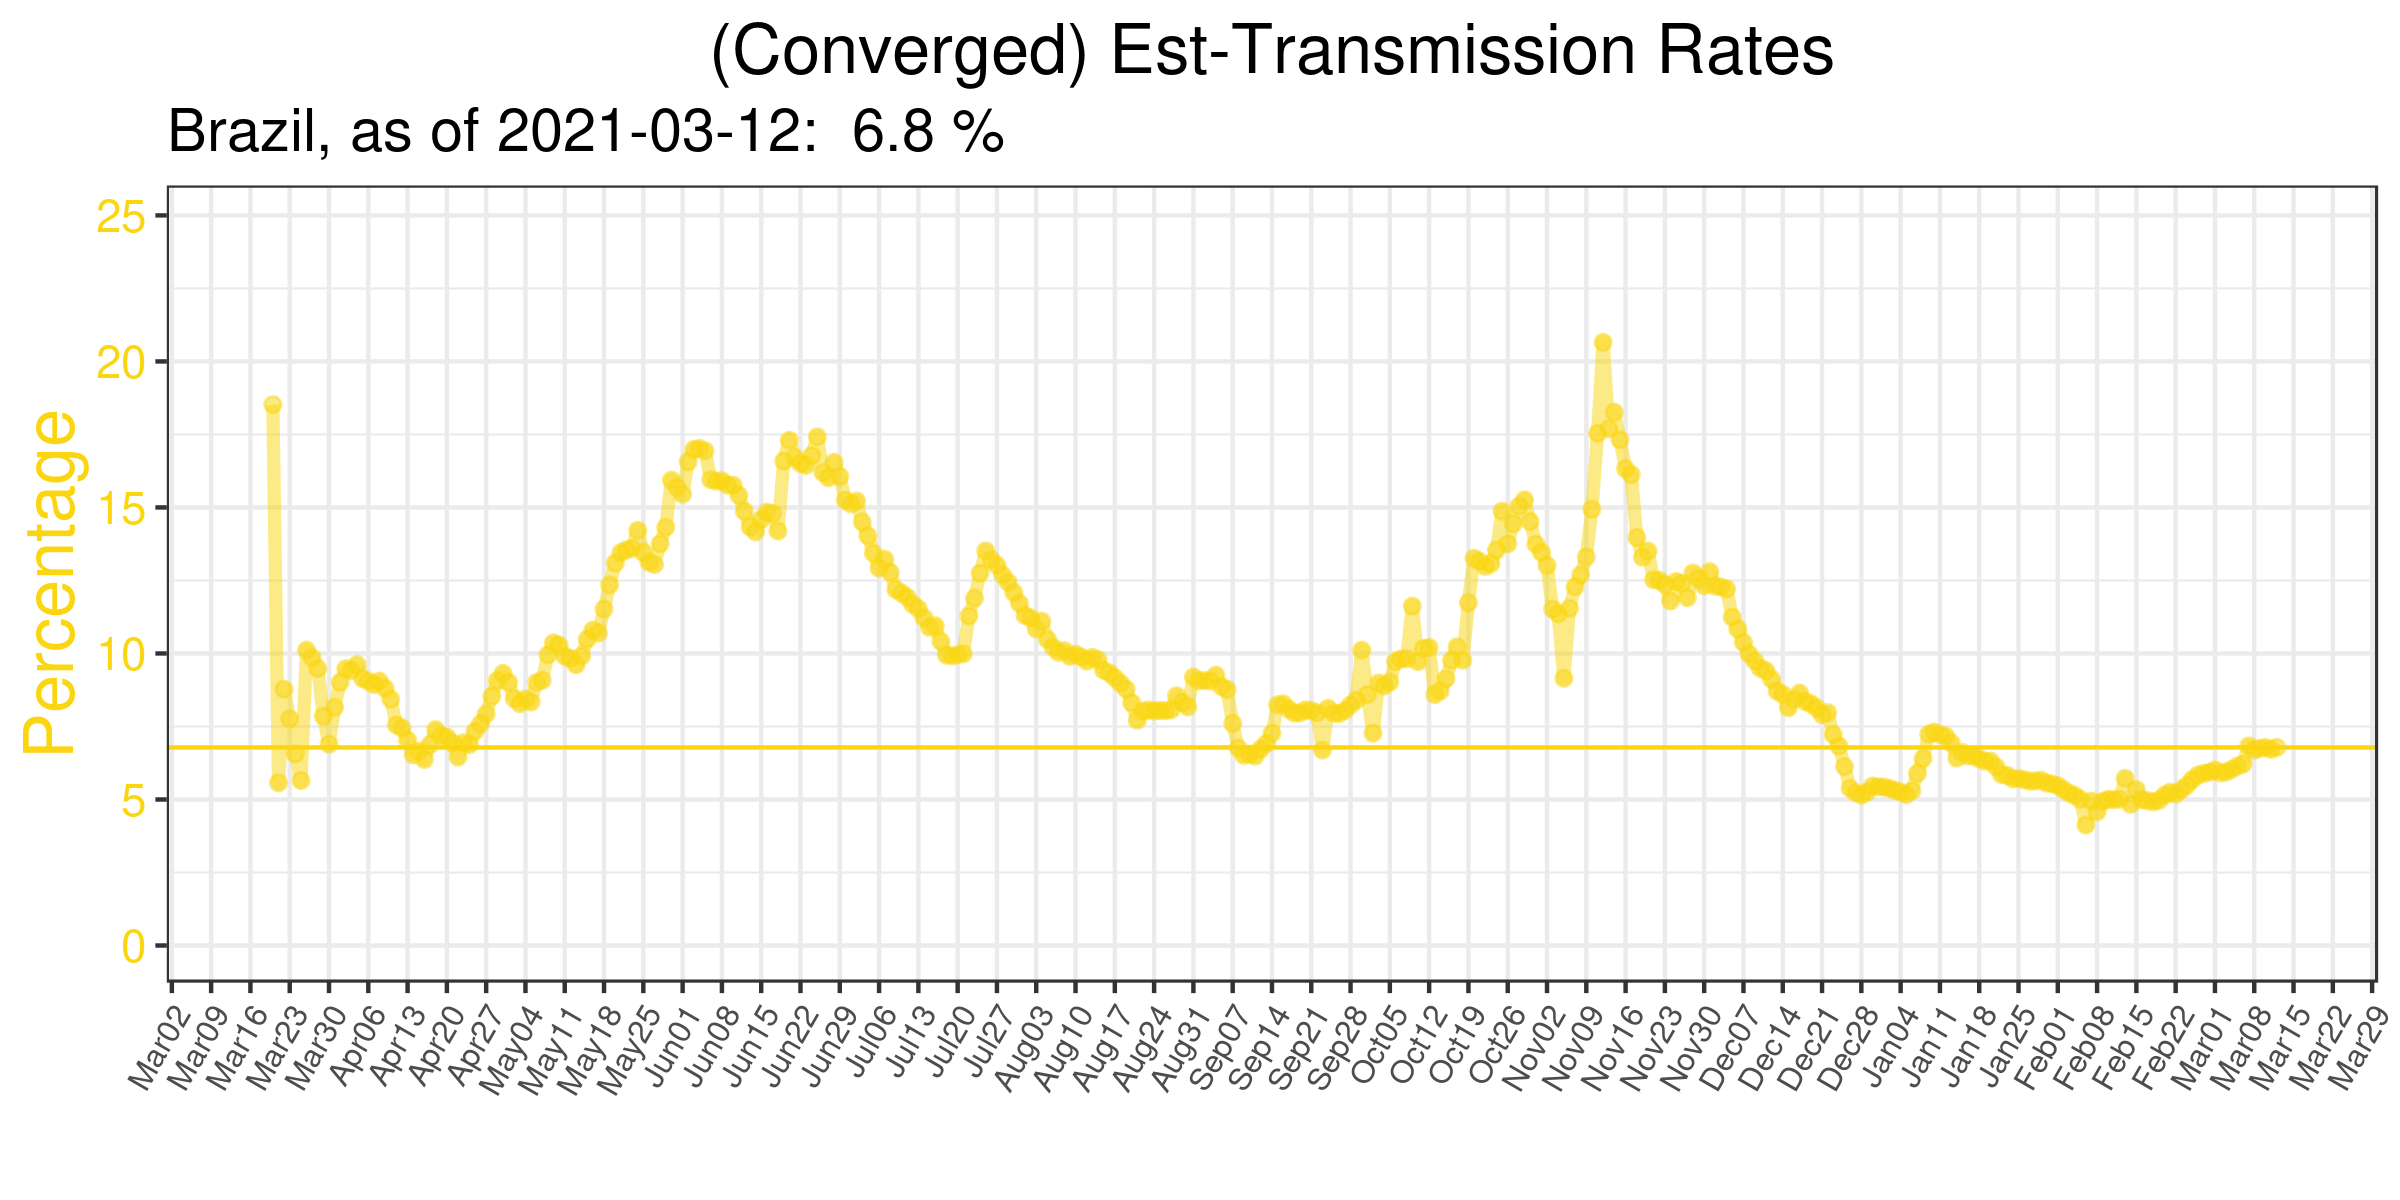 (Converged) Est-Transmission Rates
Brazil, as of 2021-03-12:  6.8 %
Percentage
25
20
15
10
5
0
Mar02
Mar09
Mar16
Mar23
Mar30
Apr06
Apr13
Apr20
Apr27
May04
May11
May18
May25
Jun01
Jun08
Jun15
Jun22
Jun29
Jul06
Jul13
Jul20
Jul27
Aug03
Aug10
Aug17
Aug24
Aug31
Sep07
Sep14
Sep21
Sep28
Oct05
Oct12
Oct19
Oct26
Nov02
Nov09
Nov16
Nov23
Nov30
Dec07
Dec14
Dec21
Dec28
Jan04
Jan11
Jan18
Jan25
Feb01
Feb08
Feb15
Feb22
Mar01
Mar08
Mar15
Mar22
Mar29